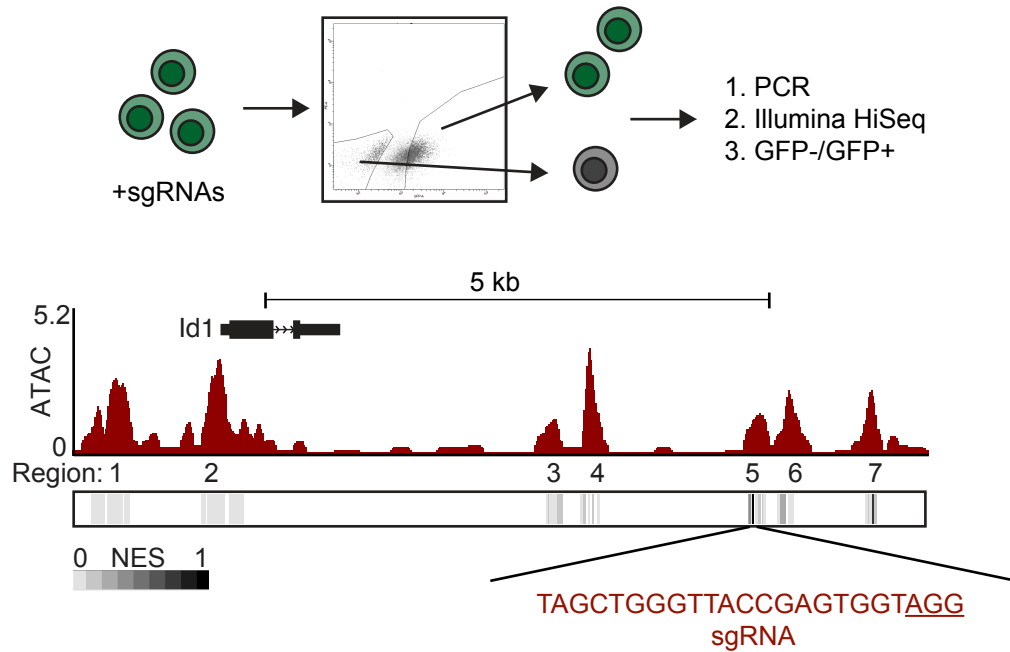 +sgRNAs
1. PCR
2. Illumina HiSeq
3. GFP-/GFP+
5 kb
5.2
Id1
ATAC
0
Region: 1 2 3 4 5 6 7
0 NES 1
TAGCTGGGTTACCGAGTGGTAGG
sgRNA